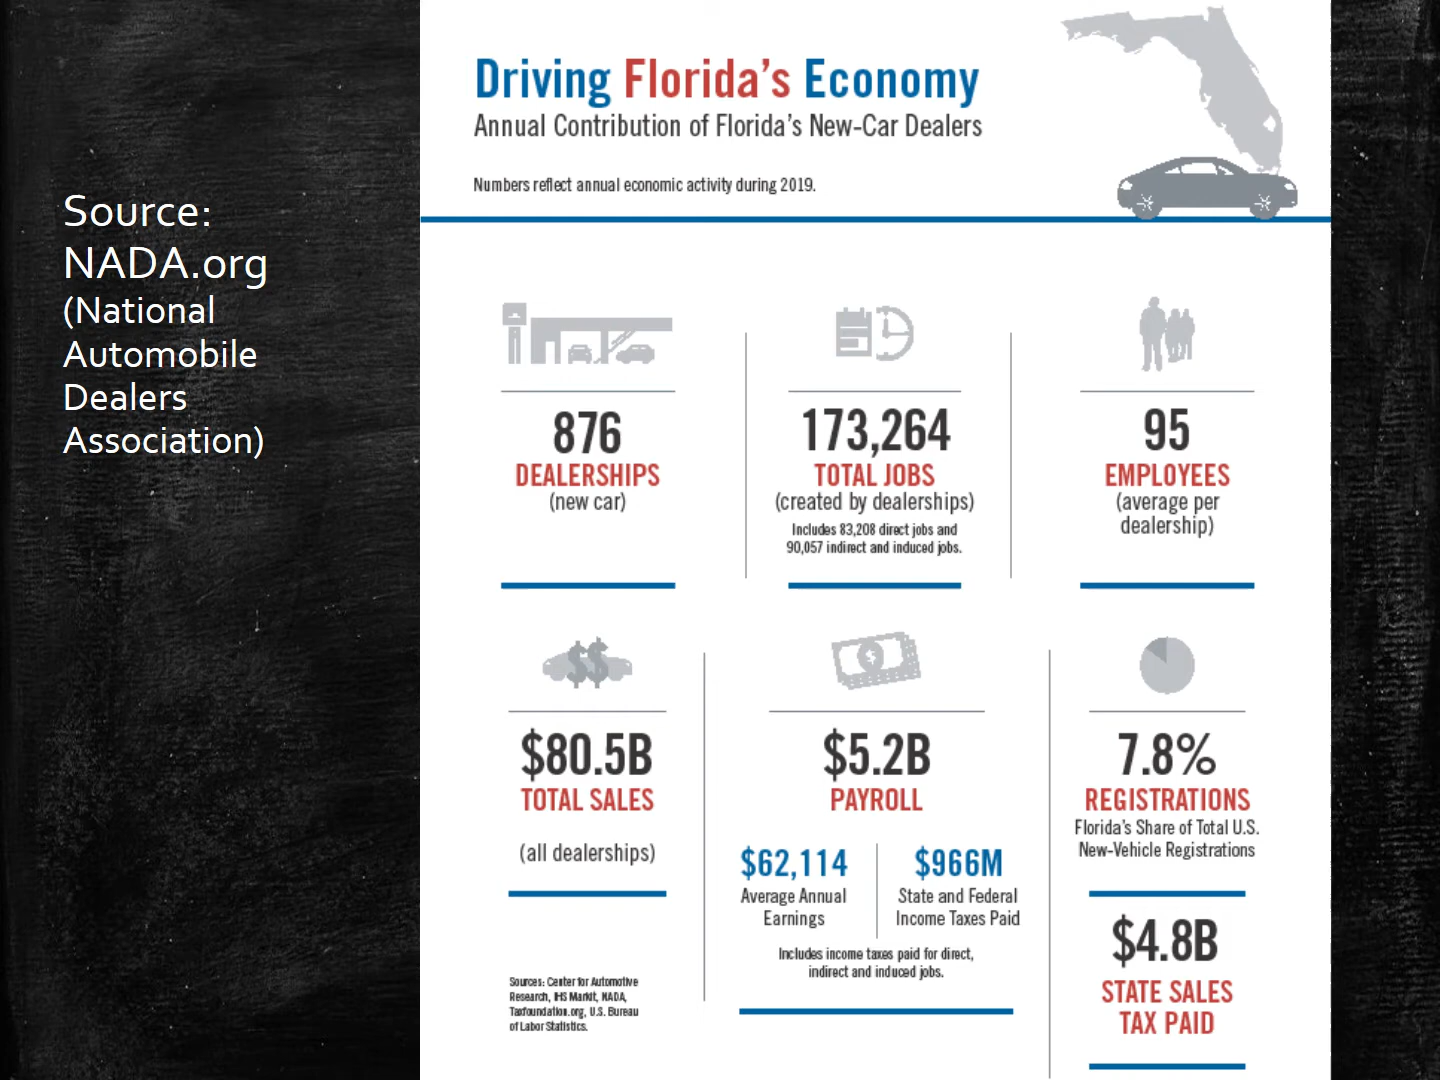 Source:
NADA.org
(National
Automobile
Dealers
Association)
Driving Florida's Economy
Annual Contribution of Florida's New-Car Dealers
Numbers reflect annual economic activity during 2019.
876
DEALERSHIPS
(new car)
173,264
TOTAL JOBS
(created by dealerships)
Includes 83,208 direct jobs and
90,057 indirect and induced jobs.
95
EMPLOYEES
(average per
dealership)
$80.5B
TOTAL SALES
(all dealerships)
$5.2B
PAYROLL
$62,114
Average Annual
Earnings
$966M
State and Federal
Income Taxes Paid
Includes income taxes paid for direct,
indirect and induced jobs.
7.8%
REGISTRATIONS
Florida's Share of Total U.S.
New-Vehicle Registrations
$4.8B
STATE SALES
TAX PAID
Sources: Center for Automotive
Research, IHS Markit, NADA,
Taxfoundation.org, U.S. Bureau
of Labor Statistics.